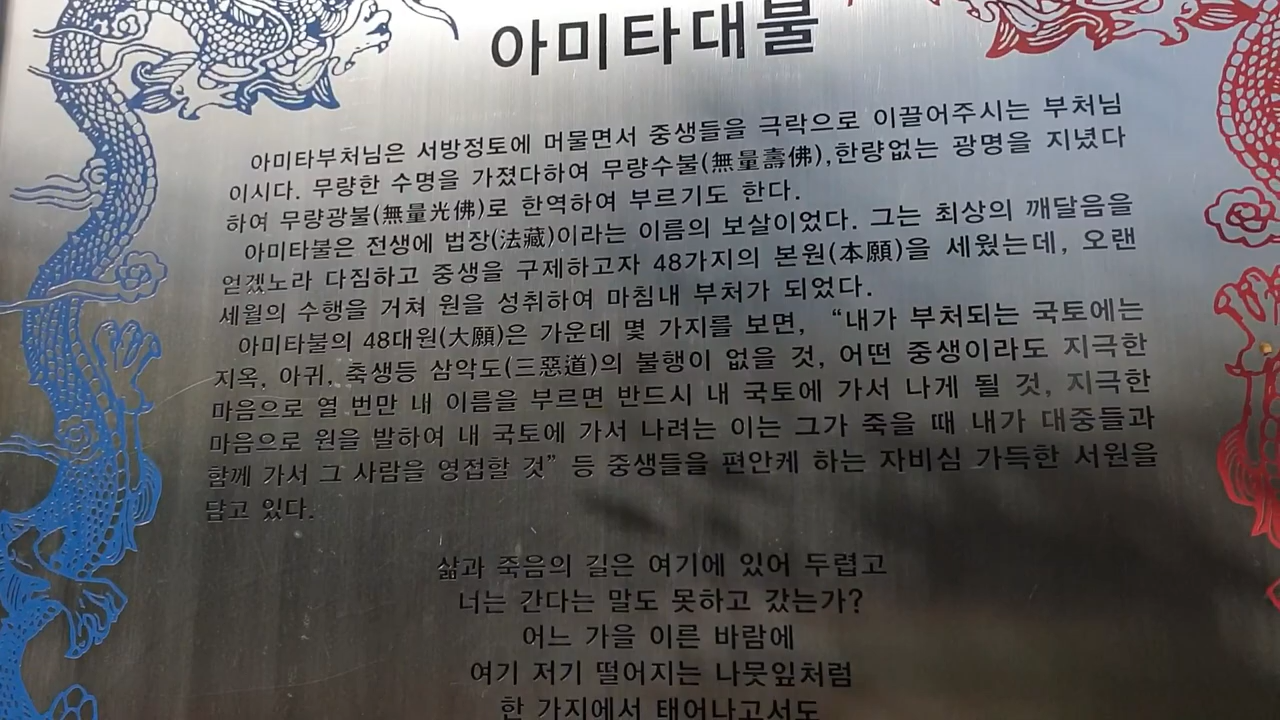 아미타대불
아미타부처님은 서방정토에 머물면서 중생들을 극락으로 이끌어주시는 부처님
이시다. 무량한 수명을 가졌다하여 무량수불(無量壽佛),한량없는 광명을 지녔다
하여 무량광불(無量光佛)로 한역하여 부르기도 한다.
아미타불은 전생에 법장(法藏)이라는 이름의 보살이었다. 그는 최상의 깨달음을
얻겠노라 다짐하고 중생을 구제하고자 48가지의 본원(本願)을 세웠는데, 오랜
세월의 수행을 거쳐 원을 성취하여 마침내 부처가 되었다.
아미타불의 48대원(大願)은 가운데 몇 가지를 보면, “내가 부처되는 국토에는
지옥, 아귀, 축생등 삼악도(三惡道)의 불행이 없을 것, 어떤 중생이라도 지극한
마음으로 열 번만 내 이름을 부르면 반드시 내 국토에 가서 나게 될 것, 지극한
마음으로 원을 발하여 내 국토에 가서 나려는 이는 그가 죽을 때 내가 대중들과
함께 가서 그 사람을 영접할 것” 등 중생들을 편안케 하는 자비심 가득한 서원을
담고 있다.
삶과 죽음의 길은 여기에 있어 두렵고
너는 간다는 말도 못하고 갔는가?
어느 가을 이른 바람에
여기 저기 떨어지는 나뭇잎처럼
한 가지에서 태어나고서도